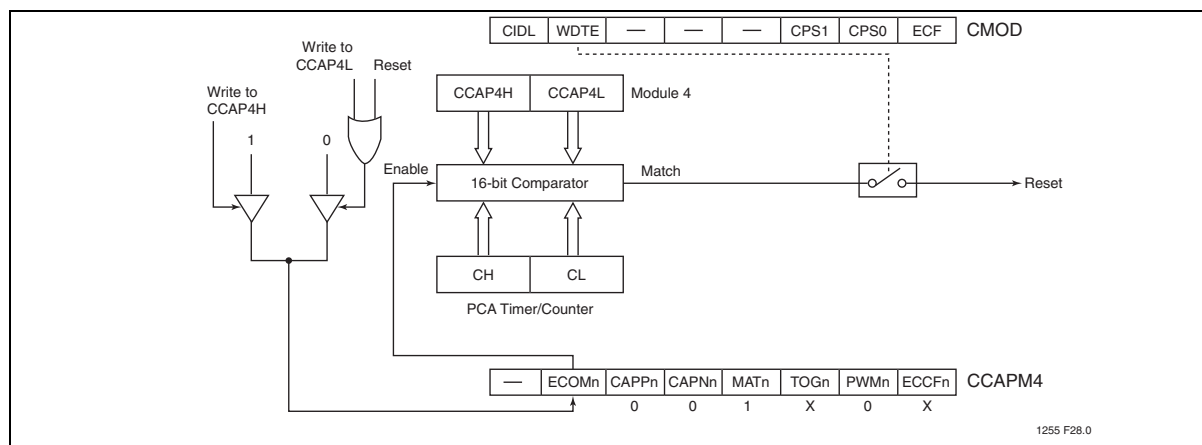 CIDL WDTE — — — CPS1 CPS0 ECF CMOD
Write to
CCAP4L Reset
Write to
CCAP4H
CCAP4H CCAP4L Module 4
1 0
Enable 16-bit Comparator Match Reset
CH CL
PCA Timer/Counter
— ECOMn CAPPn CAPNn MATn TOGn PWMn ECCFn CCAPM4
0 0 1 X 0 X
1255 F28.0